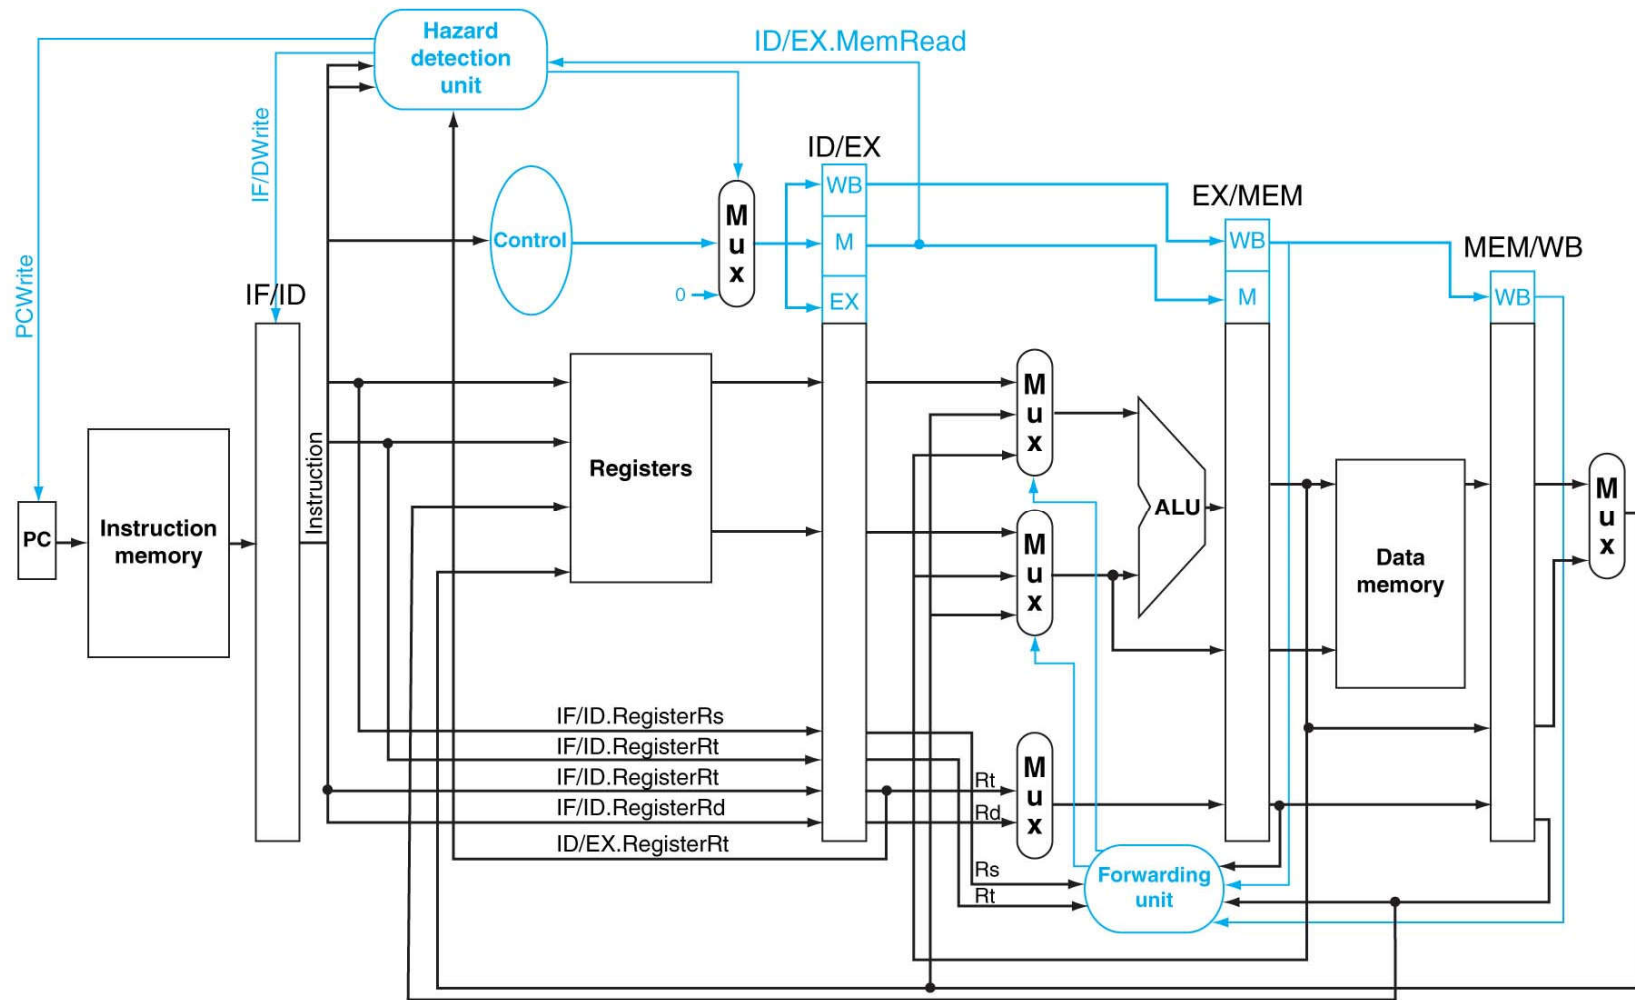 Hazard
detection
unit
ID/EX.MemRead
IF/DWrite
PCWrite
ID/EX
WB
M
EX
Control
M
u
x
0
EX/MEM
WB
M
MEM/WB
WB
IF/ID
Instruction
PC
Instruction
memory
Registers
M
u
x
M
u
x
ALU
Data
memory
M
u
x
IF/ID.RegisterRs
IF/ID.RegisterRt
IF/ID.RegisterRt
IF/ID.RegisterRd
ID/EX.RegisterRt
Rt
Rd
M
u
x
Rs
Rt
Forwarding
unit